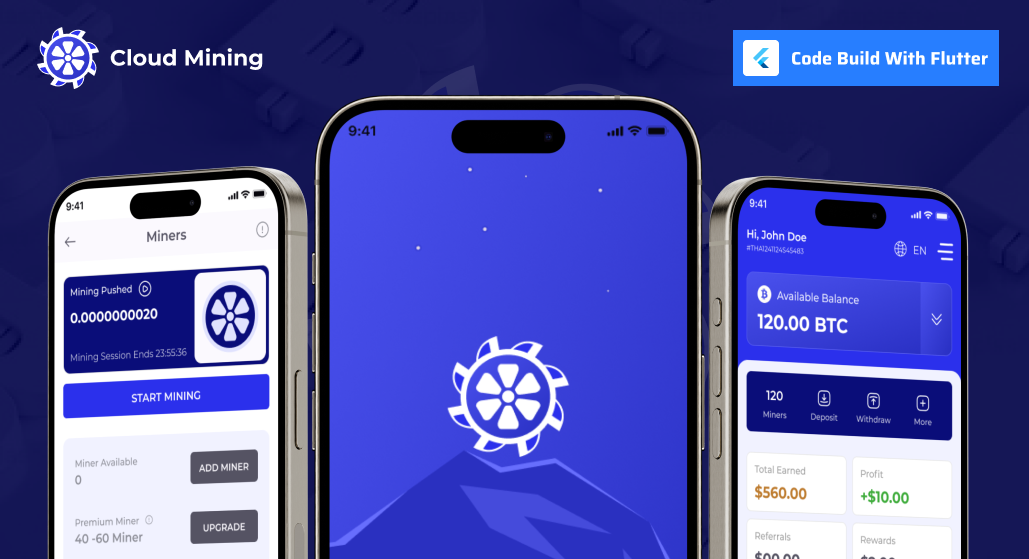 Cloud Mining
Code Build With Flutter
9:41
Miners
Mining Pushed
0.0000000020
Mining Session Ends 23:55:36
START MINING
Miner Available
0
ADD MINER
Premium Miner
40 -60 Miner
UPGRADE
9:41
9:41
Hi, John Doe
#THA1241124545483
EN
Available Balance
120.00 BTC
120
Miners
Deposit
Withdraw
More
Total Earned
$560.00
Profit
+$10.00
Referrals
Rewards